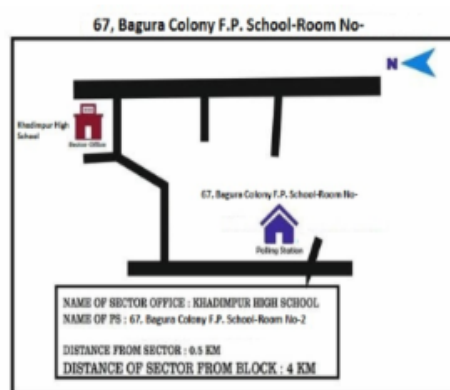 67, Bagura Colony F.P. School-Room No-
N
Khadimpur High
School
Sector Office
67, Bagura Colony F.P. School-Room No-
Polling Station
NAME OF SECTOR OFFICE : KHADIMPUR HIGH SCHOOL
NAME OF PS : 67. Bagura Colony F.P. School-Room No-2
DISTANCE FROM SECTOR : 0.5 KM
DISTANCE OF SECTOR FROM BLOCK : 4 KM